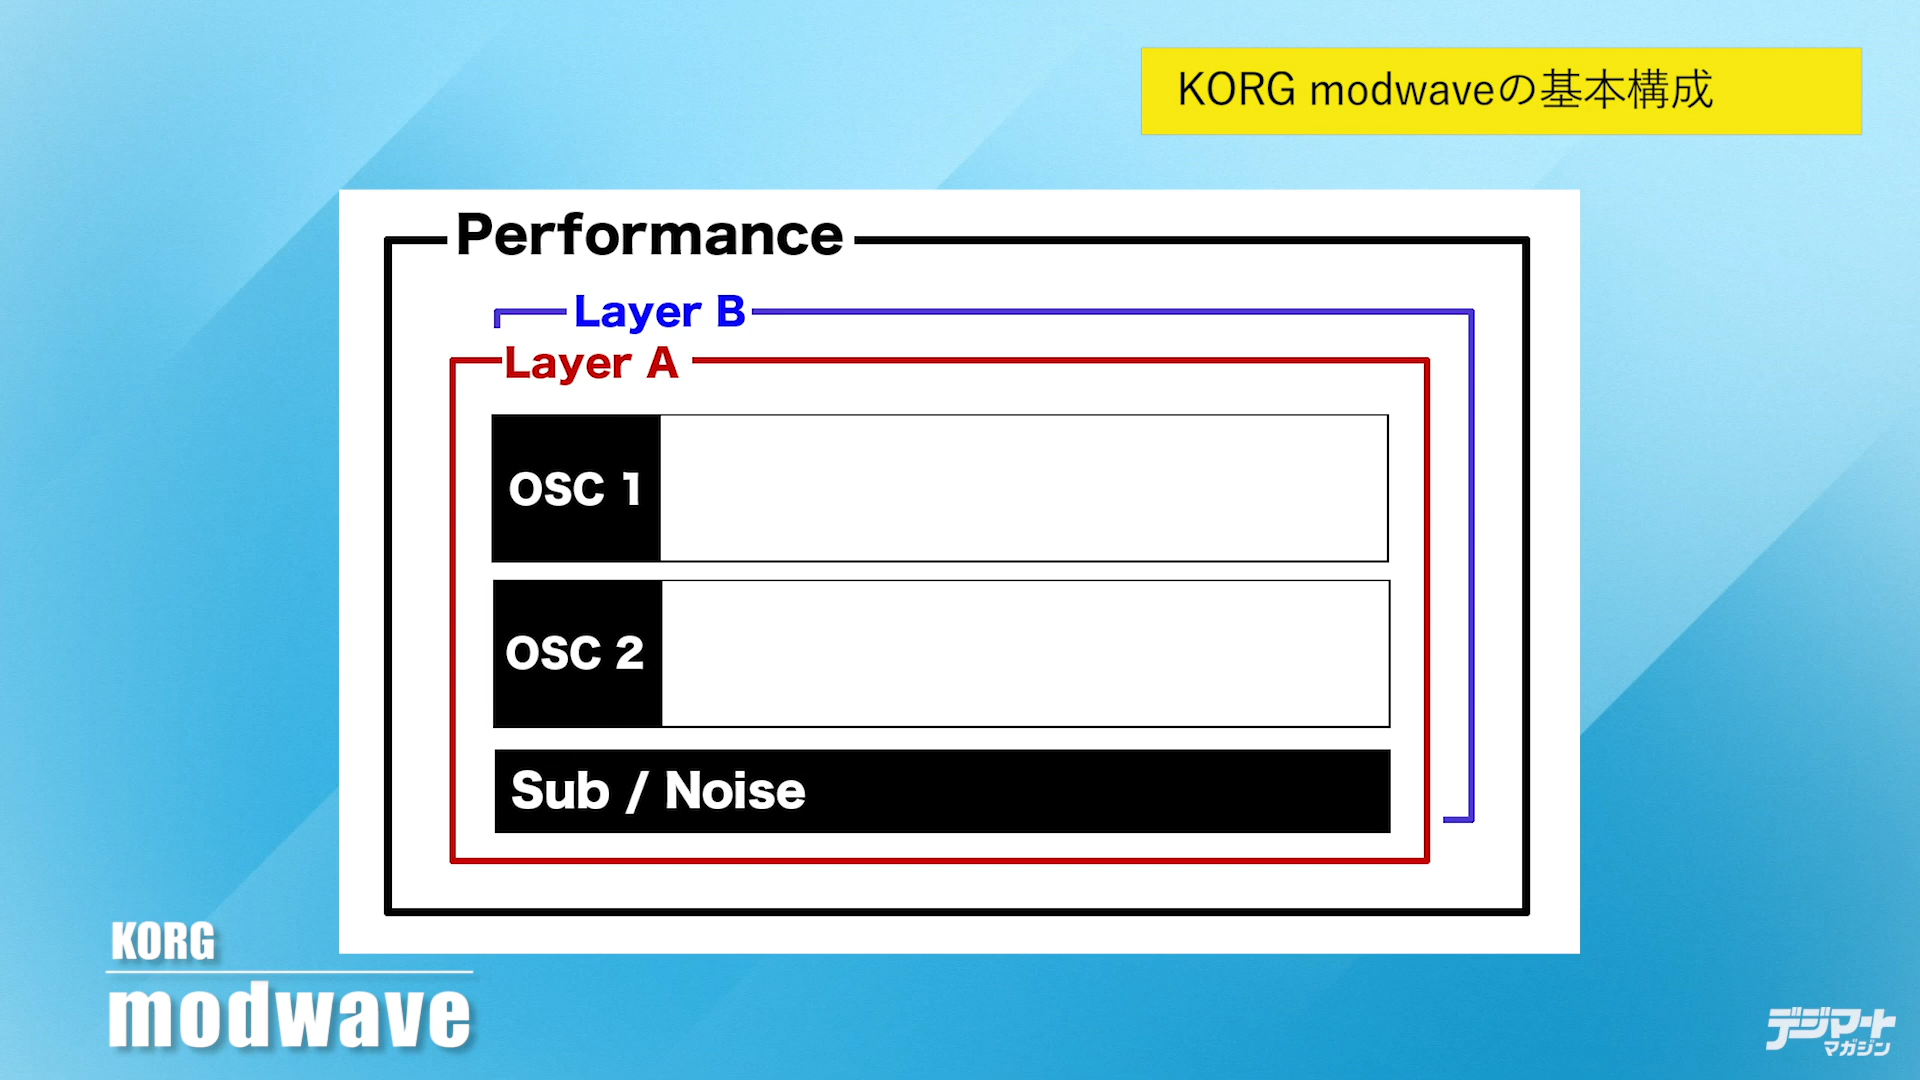 KORG modwaveの基本構成
Performance
Layer B
Layer A
OSC 1
OSC 2
Sub / Noise
KORG
modwave
デジマート
マガジン